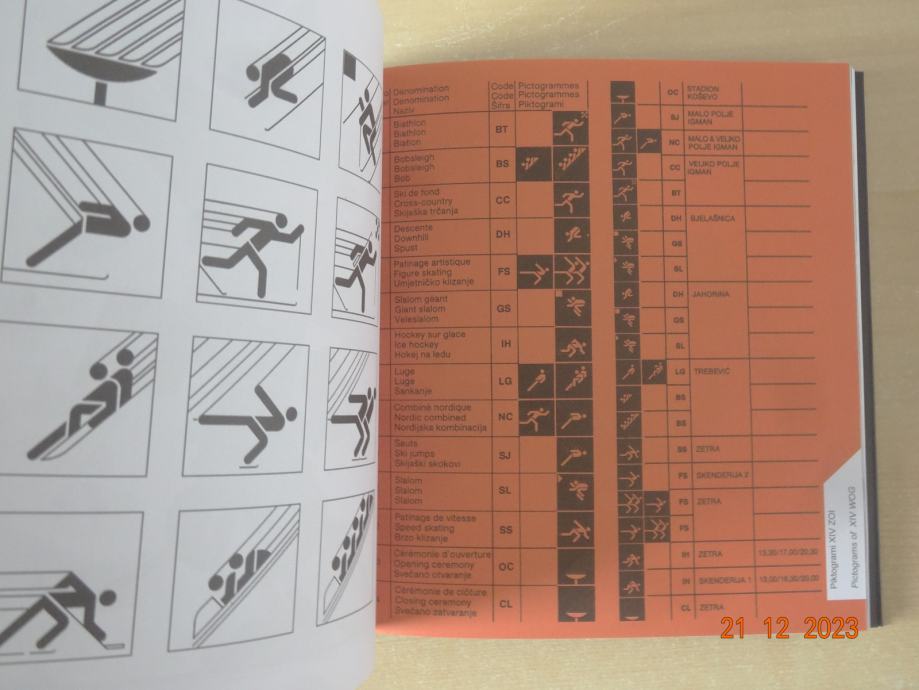 Dénomination
Denomination
Naziv
Code
Code
Šifra
Pictogrammes
Pictogrammes
Piktogrami
Biathlon
Biathlon
Biatlon
BT
Bobsleigh
Bobsleigh
Bob
BS
Ski de fond
Cross-country
Skijaška trčanja
CC
Descente
Downhill
Spust
DH
Patinage artistique
Figure skating
Umjetničko klizanje
FS
Slalom géant
Giant slalom
Veleslalom
GS
Hockey sur glace
Ice hockey
Hokej na ledu
IH
Luge
Luge
Sankanje
LG
Combiné nordique
Nordic combined
Nordijska kombinacija
NC
Sauts
Ski jumps
Skijaški skokovi
SJ
Slalom
Slalom
Slalom
SL
Patinage de vitesse
Speed skating
Brzo klizanje
SS
Cérémonie d'ouverture
Opening ceremony
Svečano otvaranje
OC
Cérémonie de clôture
Closing ceremony
Svečano zatvaranje
CL
OC STADION
KOŠEVO
SJ MALO POLJE
IGMAN
NC MALO & VELJKO
POLJE IGMAN
CC VELJKO POLJE
IGMAN
BT
DH BJELAŠNICA
GS
SL
DH JAHORINA
GS
SL
LG TREBEVIĆ
BS
BS
SS ZETRA
FS SKENDERIJA 2
FS ZETRA
FS
IH ZETRA 13,30/17,00/20,30
IH SKENDERIJA 1 13,00/16,30/20,00
CL ZETRA
Piktogrami XIV ZOI
Pictograms of XIV WOG
21 12 2023